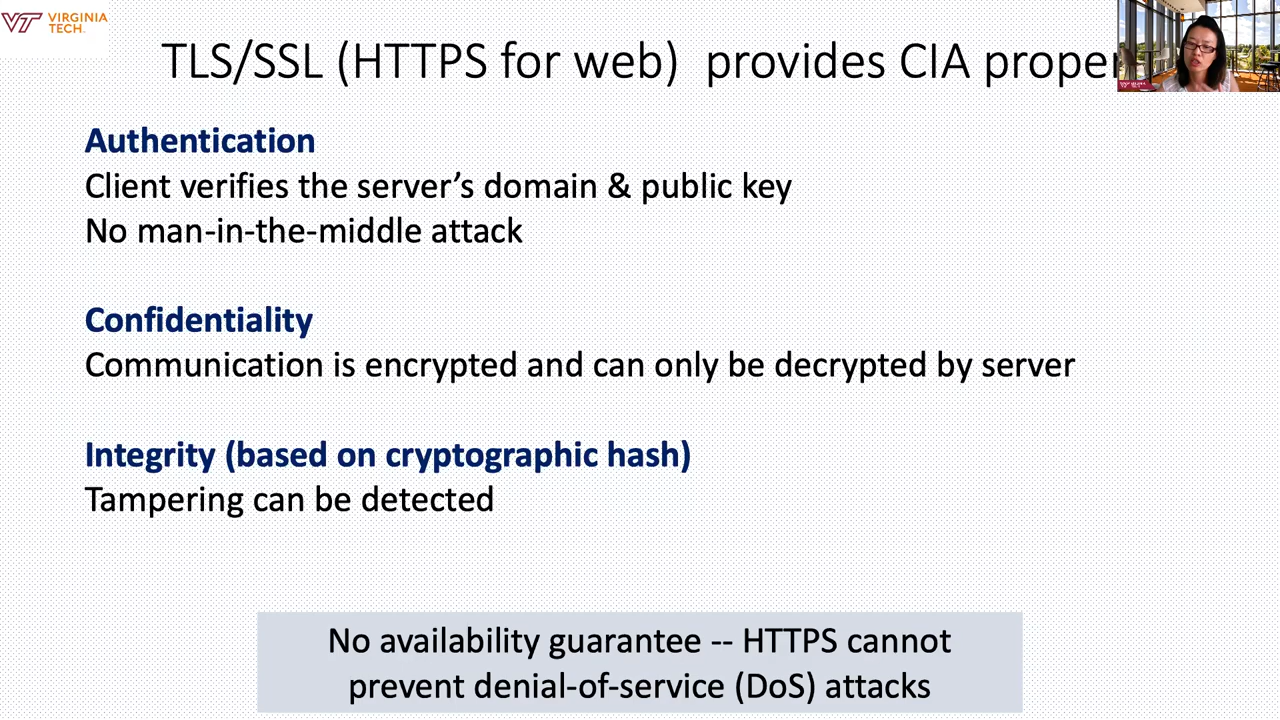 VIRGINIA
TECH.
TLS/SSL (HTTPS for web) provides CIA proper
Authentication
Client verifies the server’s domain & public key
No man-in-the-middle attack
Confidentiality
Communication is encrypted and can only be decrypted by server
Integrity (based on cryptographic hash)
Tampering can be detected
No availability guarantee -- HTTPS cannot
prevent denial-of-service (DoS) attacks